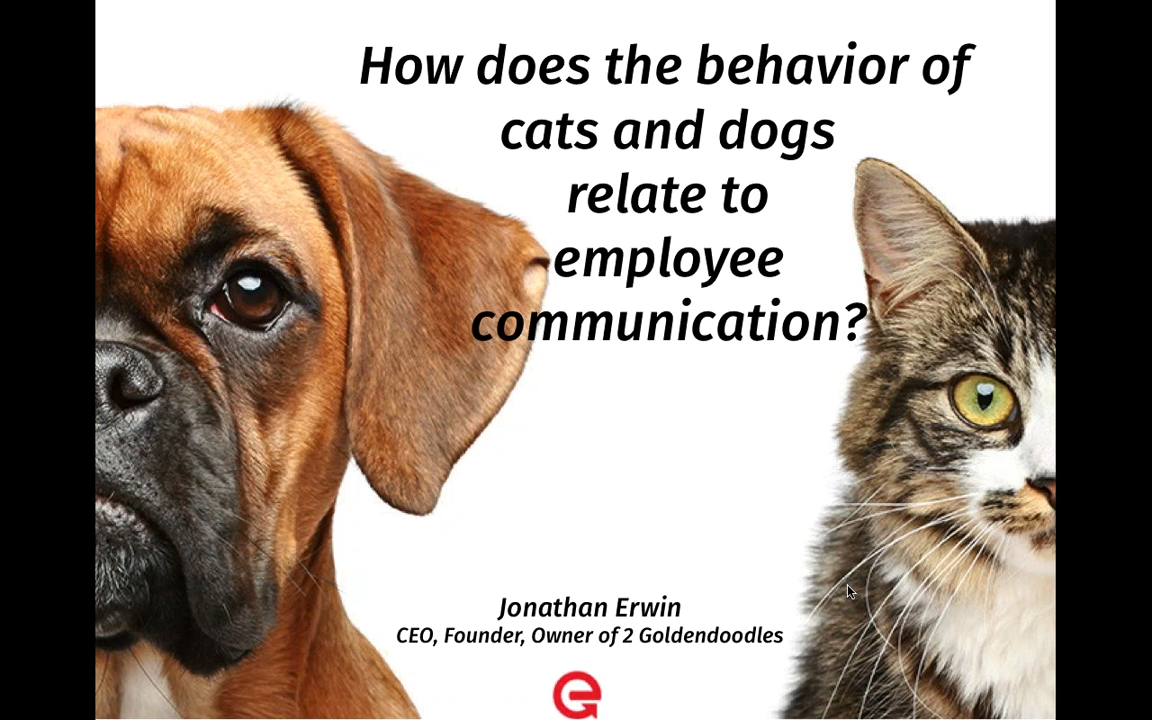 How does the behavior of
cats and dogs
relate to
employee
communication?
Jonathan Erwin
CEO, Founder, Owner of 2 Goldendoodles
e